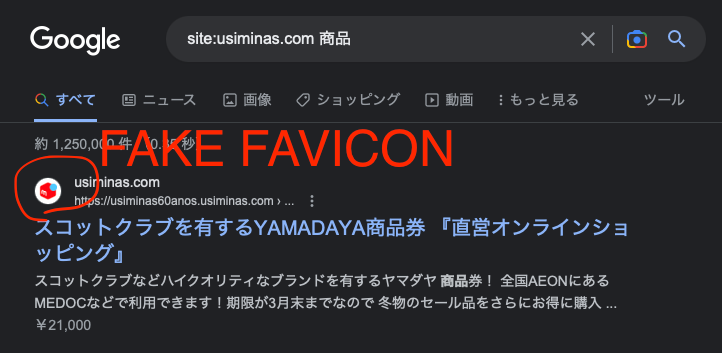 Google
site:usiminas.com 商品
すべて ニュース 画像 ショッピング 動画 もっと見る ツール
約 1,250,000 件 秒
FAKE FAVICON
usiminas.com
https://usiminas60anos.usiminas.com › ...
スコットクラブを有するYAMADAYA商品券 『直営オンラインショ
ッピング』
スコットクラブなどハイクオリティなブランドを有するヤマダヤ 商品券！ 全国AEONにある
MEDOCなどで利用できます！期限が3月末までなので 冬物のセール品をさらにお得に購入 ...
￥21,000